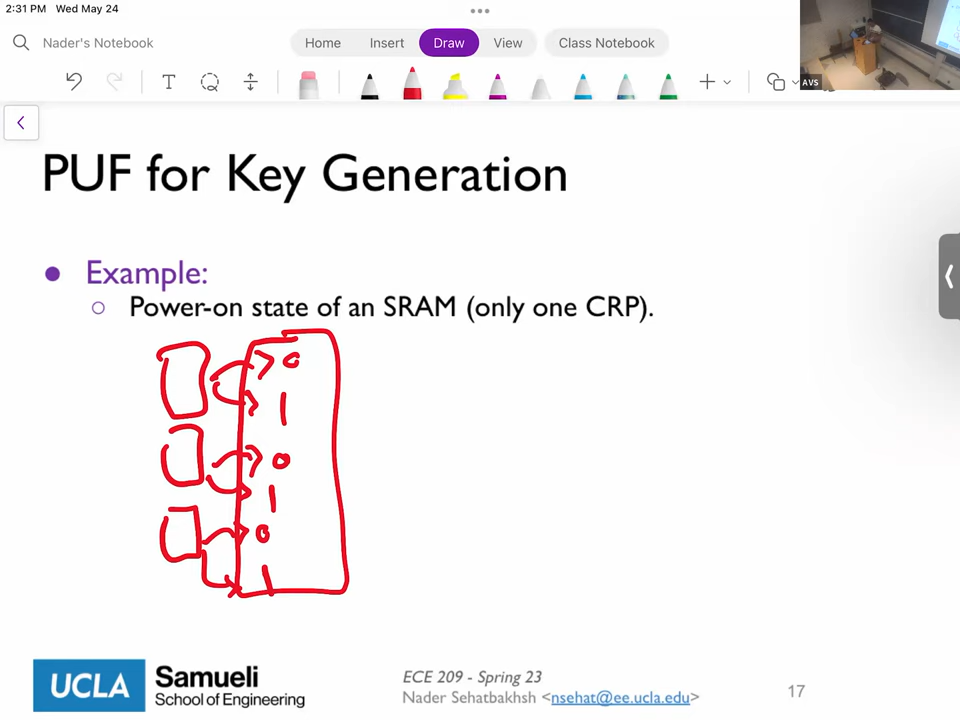 2:31 PM Wed May 24
Nader's Notebook
Home Insert Draw View Class Notebook
T
AVS
PUF for Key Generation
Example:
Power-on state of an SRAM (only one CRP).
0
1
0
1
0
1
UCLA Samueli
School of Engineering
ECE 209 - Spring 23
Nader Sehatbakhsh <nsehat@ee.ucla.edu>
17